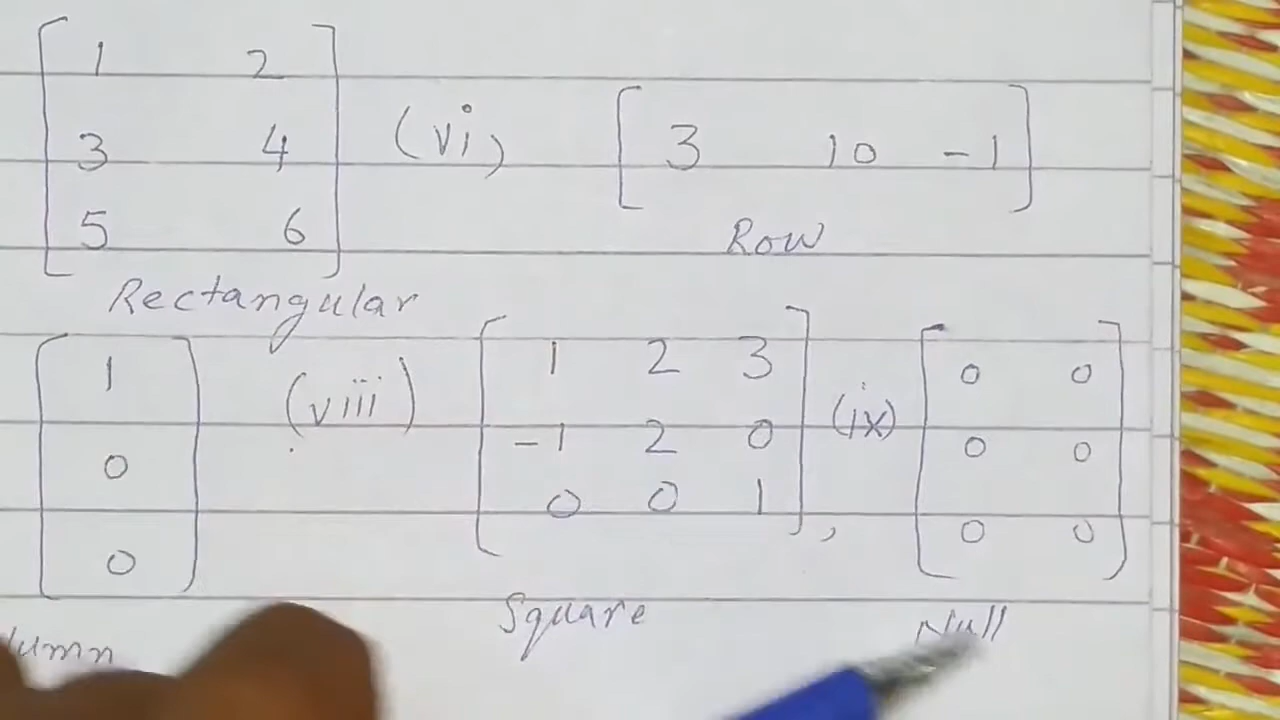 1 2
3 4 (vi) [3 10 -1]
5 6 Row
Rectangular
1 (viii) 1 2 3 (ix) 0 0
0 -1 2 0 0 0
0 0 0 1 , 0 0
Square Null
umn